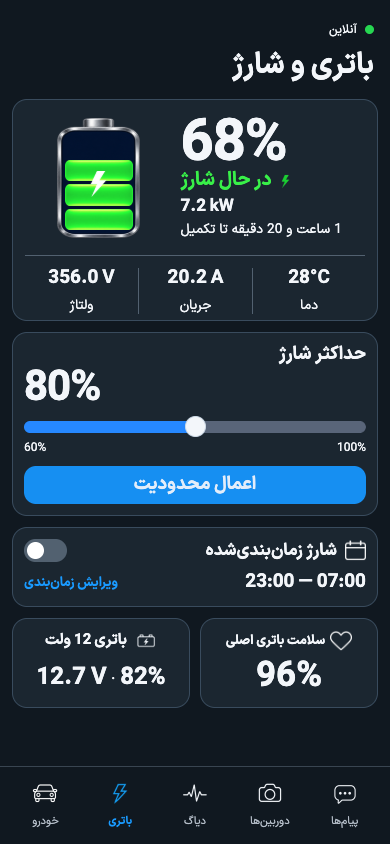 آنلاین
باتری و شارژ
68%
در حال شارژ
7.2 kW
1 ساعت و 20 دقیقه تا تکمیل
28°C
20.2 A
356.0 V
دما
جریان
ولتاژ
حداکثر شارژ
80%
60%
100%
اعمال محدودیت
شارژ زمان‌بندی‌شده
23:00 — 07:00
ویرایش زمان‌بندی
سلامت باتری اصلی
96%
باتری 12 ولت
12.7 V · 82%
پیام‌ها
دوربین‌ها
دیاگ
باتری
خودرو